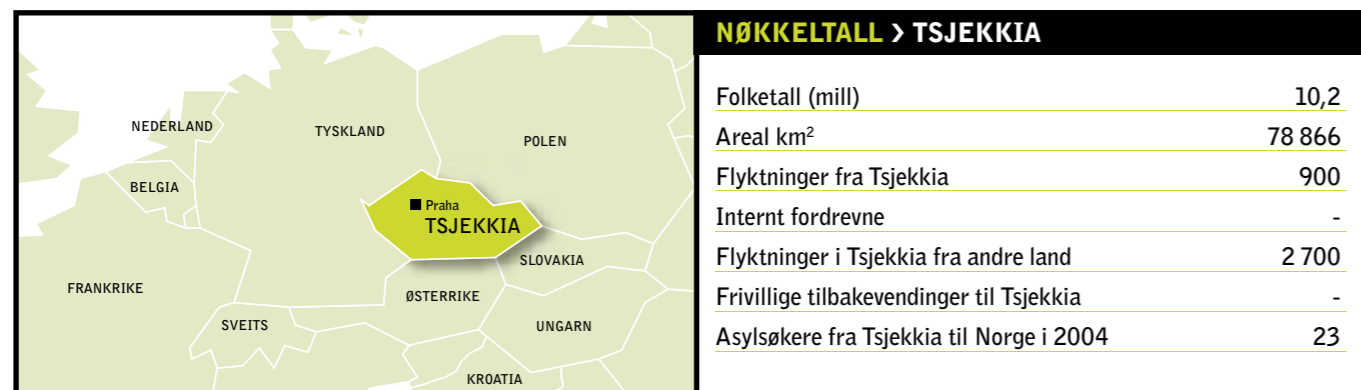 NEDERLAND
TYSKLAND
POLEN
BELGIA
Praha
TSJEKKIA
SLOVAKIA
FRANKRIKE
ØSTERRIKE
SVEITS
UNGARN
KROATIA
NØKKELTALL › TSJEKKIA
Folketall (mill) 10,2
Areal km² 78 866
Flyktninger fra Tsjekkia 900
Internt fordrevne -
Flyktninger i Tsjekkia fra andre land 2 700
Frivillige tilbakevendinger til Tsjekkia -
Asylsøkere fra Tsjekkia til Norge i 2004 23